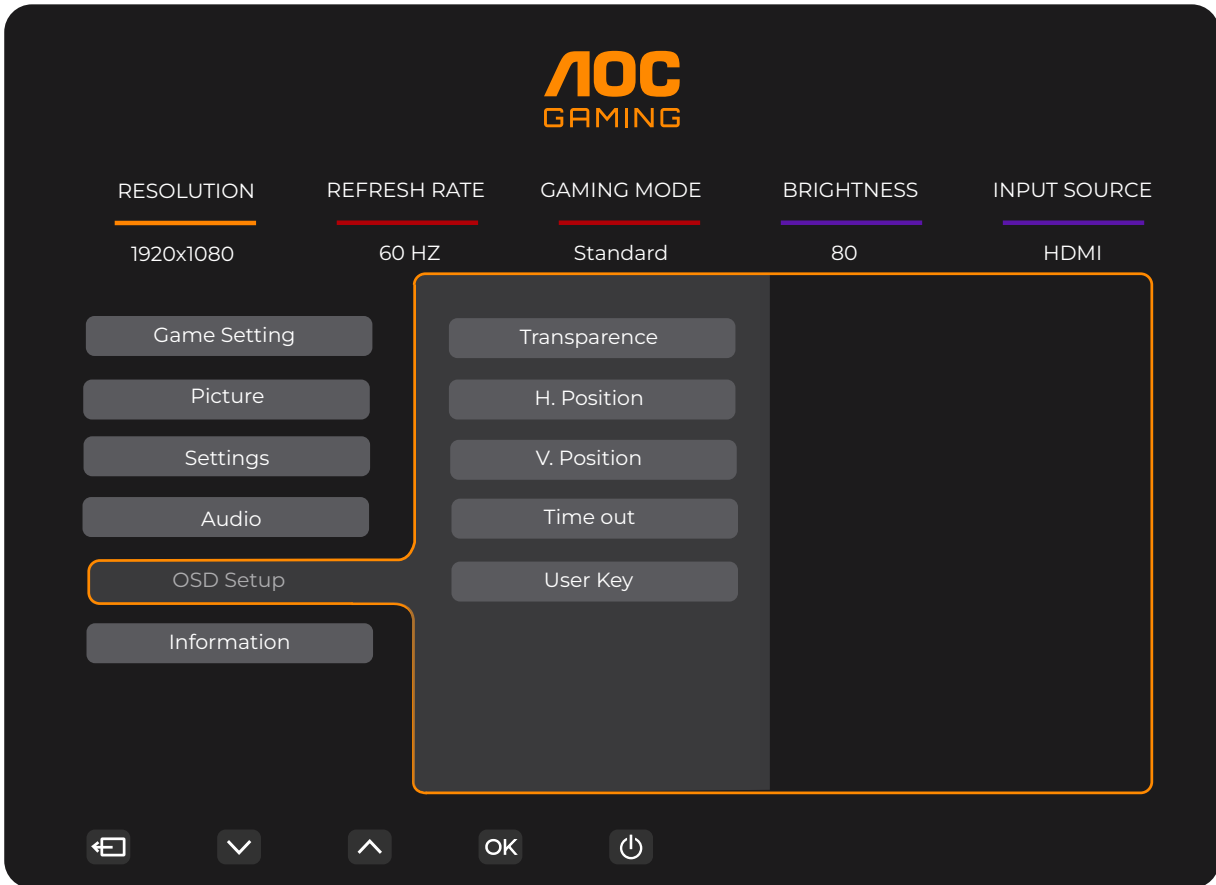 AOC
GAMING
RESOLUTION REFRESH RATE GAMING MODE BRIGHTNESS INPUT SOURCE
1920x1080 60 HZ Standard 80 HDMI
Game Setting Transparence
Picture H. Position
Settings V. Position
Audio Time out
OSD Setup User Key
Information
OK